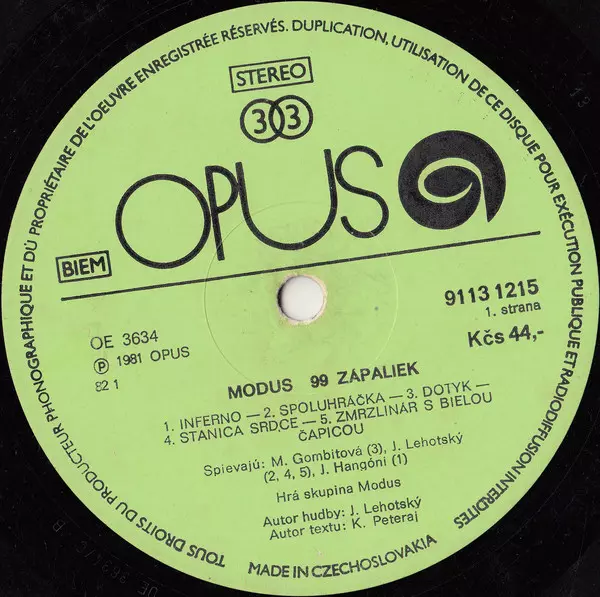 TOUS DROITS DU PRODUCTEUR PHONOGRAPHIQUE ET DU PROPRIÉTAIRE DE L'OEUVRE ENREGISTRÉE RÉSERVÉS. DUPLICATION, UTILISATION DE CE DISQUE POUR EXÉCUTION PUBLIQUE ET RADIODIFFUSION INTERDITES
STEREO
33
OPUS
BIEM
9113 1215
1. strana
Kčs 44,-
OE 3634
Ⓟ 1981 OPUS
82 1
MODUS 99 ZÁPALIEK
1. INFERNO — 2. SPOLUHRÁČKA — 3. DOTYK —
4. STANICA SRDCE — 5. ZMRZLINÁR S BIELOU
ČAPICOU
Spievajú: M. Gombitová (3), J. Lehotský
(2, 4, 5), J. Hangóni (1)
Hrá skupina Modus
Autor hudby: J. Lehotský
Autor textu: K. Peteraj
MADE IN CZECHOSLOVAKIA